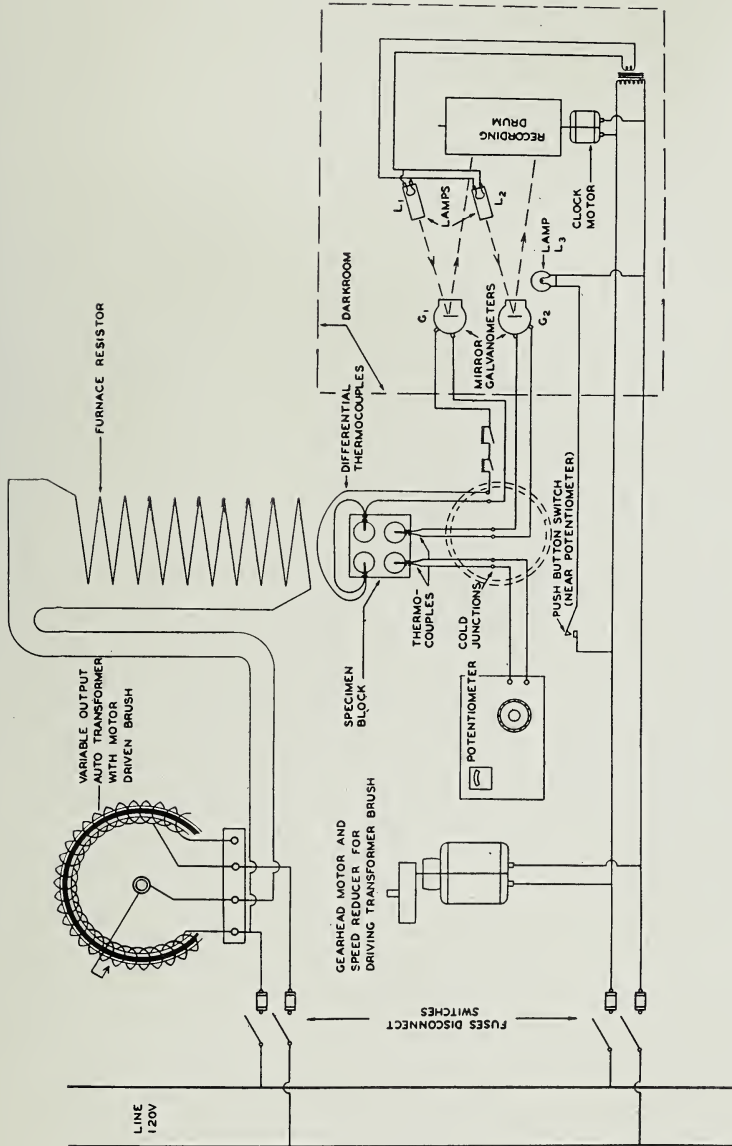 FURNACE RESISTOR
VARIABLE OUTPUT
AUTO TRANSFORMER
WITH MOTOR
DRIVEN BRUSH
DIFFERENTIAL
THERMOCOUPLES
DARKROOM
L1
LAMPS
L2
RECORDING
DRUM
G1
MIRROR
GALVANOMETERS
G2
LAMP
L3
CLOCK
MOTOR
SPECIMEN
BLOCK
THERMO-
COUPLES
COLD
JUNCTIONS
PUSH BUTTON SWITCH
(NEAR POTENTIOMETER)
POTENTIOMETER
GEARHEAD MOTOR AND
SPEED REDUCER FOR
DRIVING TRANSFORMER BRUSH
FUSES DISCONNECT
SWITCHES
LINE
120V